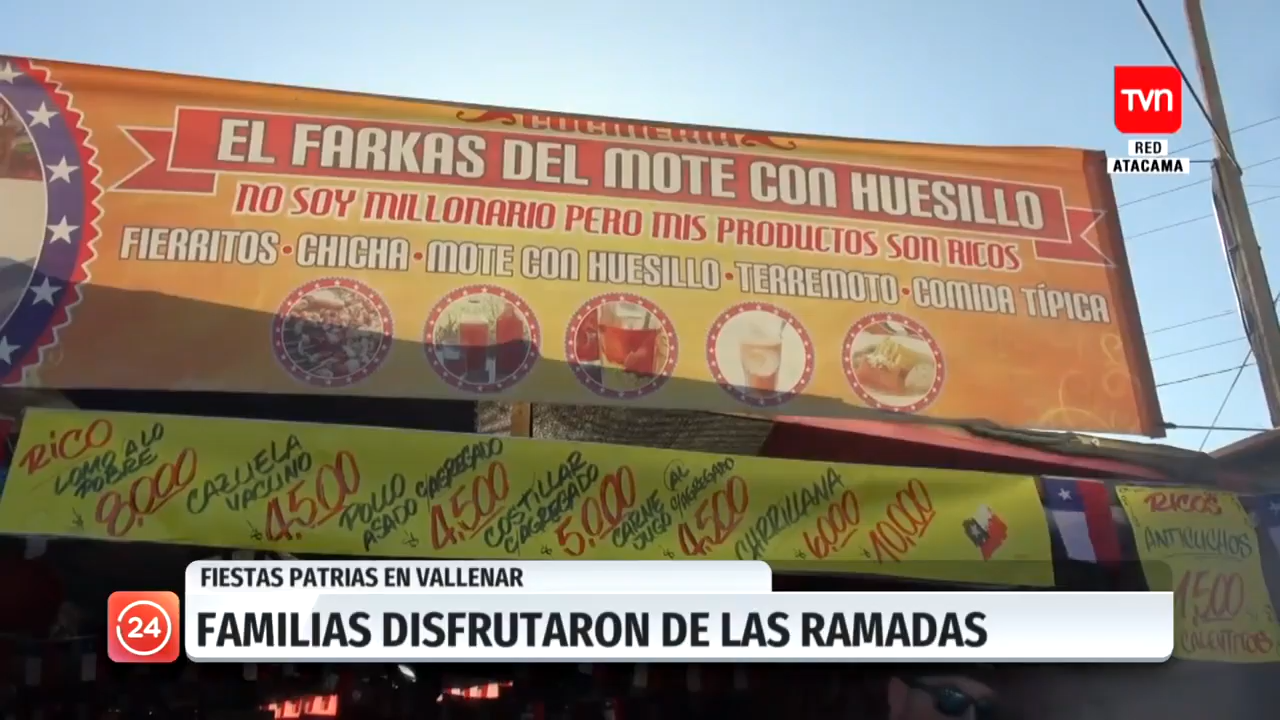 COCINERÍA
EL FARKAS DEL MOTE CON HUESILLO
NO SOY MILLONARIO PERO MIS PRODUCTOS SON RICOS
FIERRITOS • CHICHA • MOTE CON HUESILLO • TERREMOTO • COMIDA TÍPICA
TVN
RED
ATACAMA
RICO
LOMO A LO
POBRE
$ 8.000
CAZUELA
VACUNO
$ 4.500
POLLO
ASADO C/AGREGADO
$ 4.500
COSTILLAR
C/AGREGADO
$ 5.000
CARNE AL
JUGO C/AGREGADO
$ 4.500
CHORRILLANA
$ 6.000
$ 10.000
RICOS
ANTICUCHOS
1.500
CALENTITOS
FIESTAS PATRIAS EN VALLENAR
24
FAMILIAS DISFRUTARON DE LAS RAMADAS